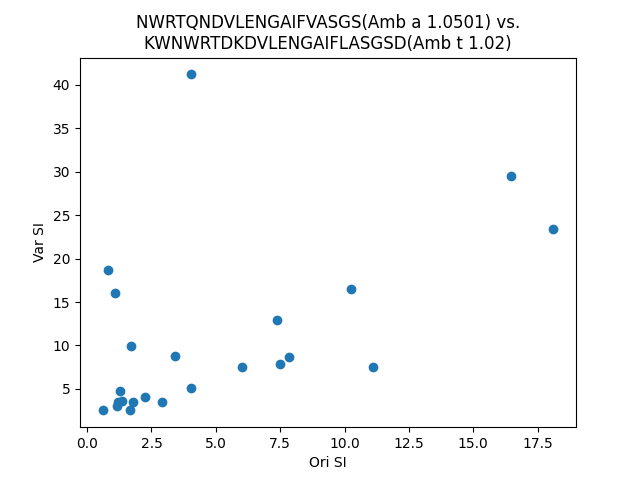 NWRTQNDVLENGAIFVASGS(Amb a 1.0501) vs.
KWNWRTDKDVLENGAIFLASGSD(Amb t 1.02)
40
35
30
25
20
15
10
5
Var SI
0.0 2.5 5.0 7.5 10.0 12.5 15.0 17.5
Ori SI